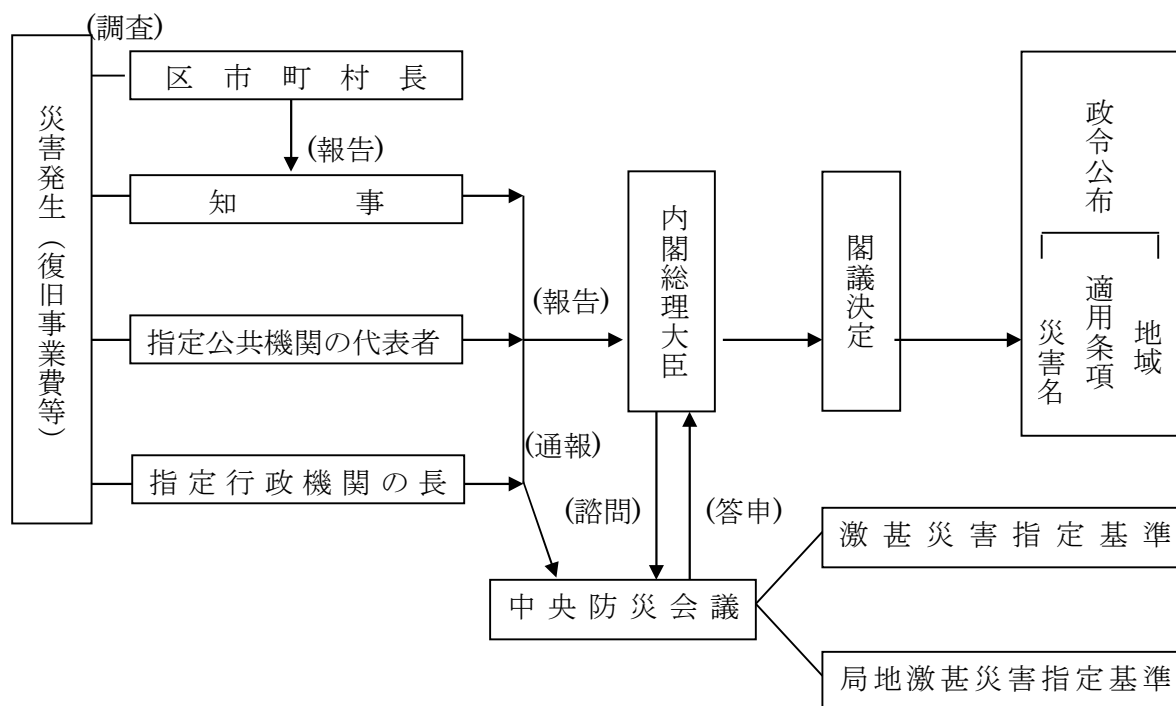 (調査)
災害発生（復旧事業費等）
区市町村長
(報告)
知事
指定公共機関の代表者
指定行政機関の長
(報告)
(通報)
内閣総理大臣
(諮問)
(答申)
中央防災会議
閣議決定
政令公布
災害名
適用条項
地域
激甚災害指定基準
局地激甚災害指定基準